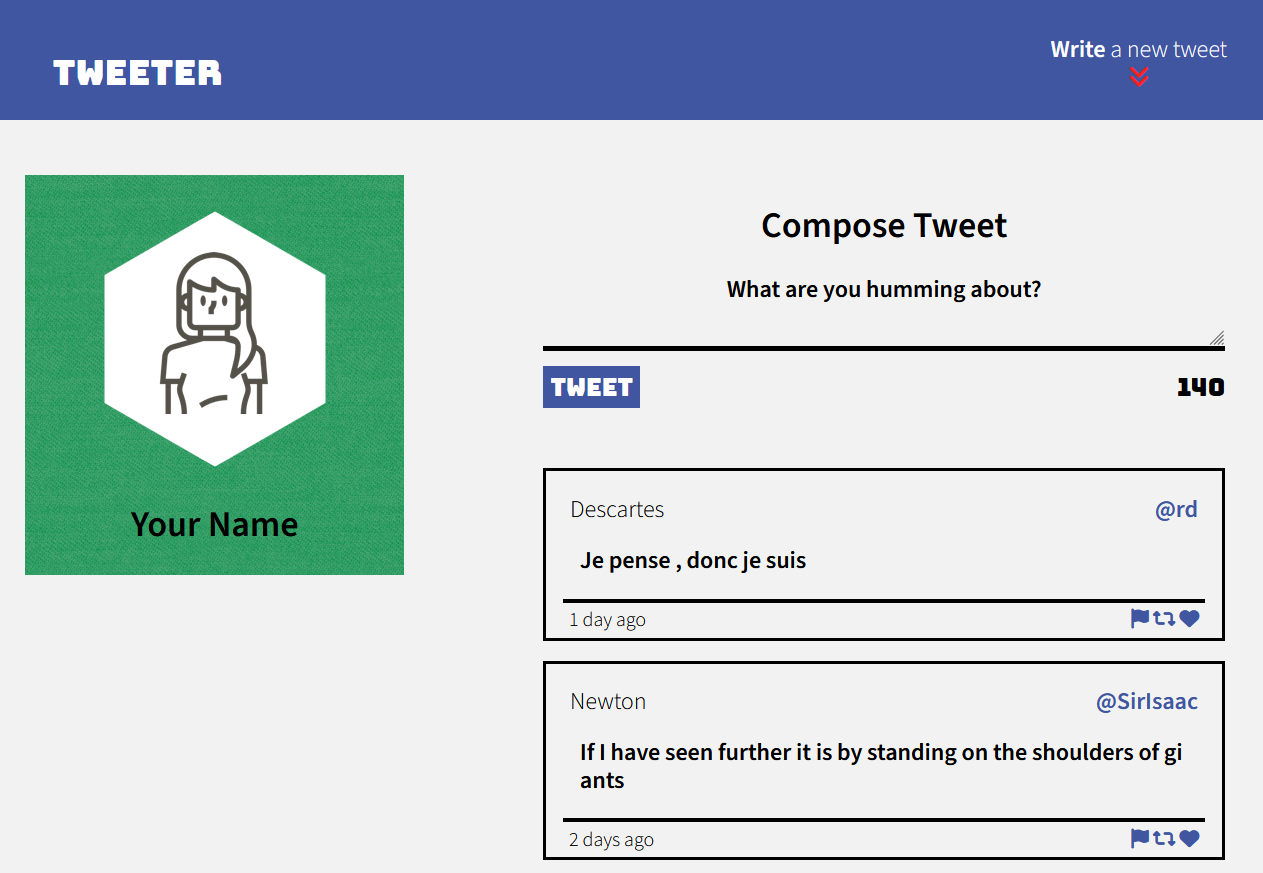 TWEETER
Write a new tweet
Your Name
Compose Tweet
What are you humming about?
TWEET
140
Descartes
@rd
Je pense , donc je suis
1 day ago
Newton
@SirIsaac
If I have seen further it is by standing on the shoulders of gi
ants
2 days ago